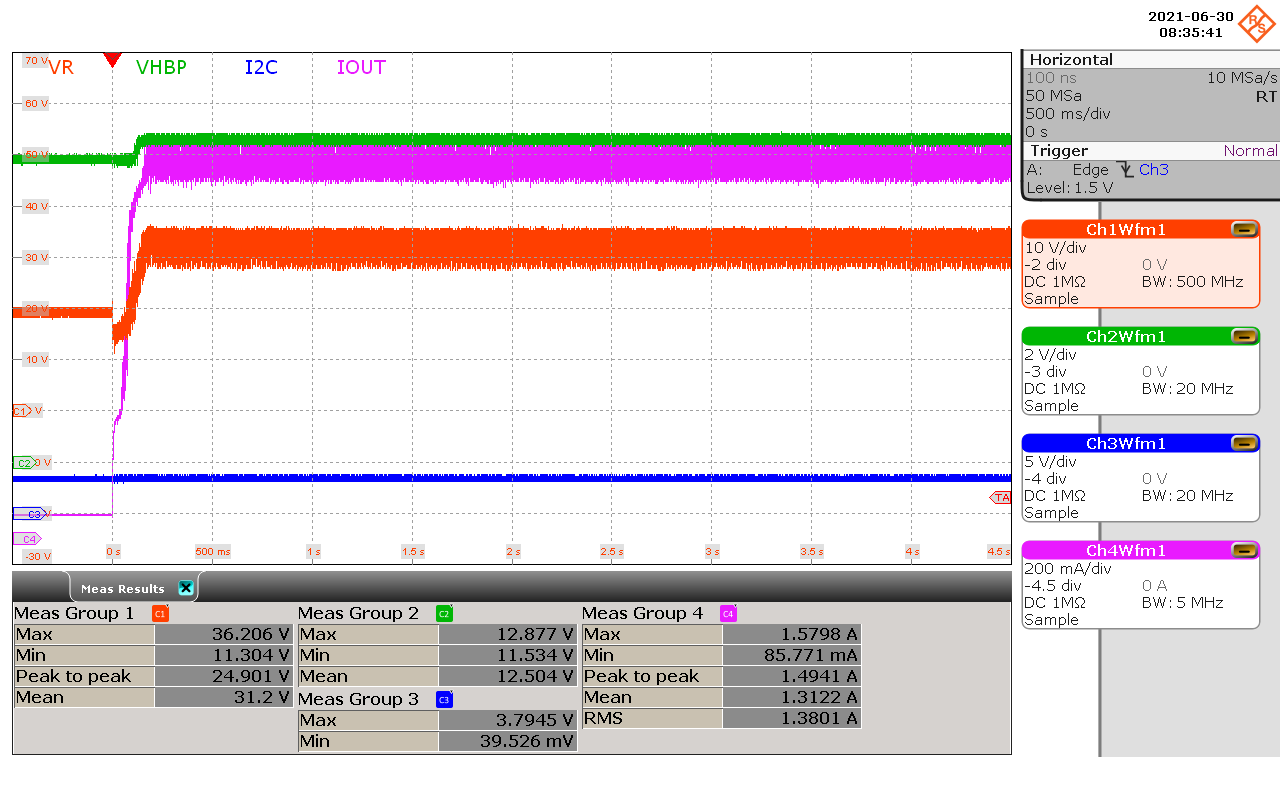 2021-06-30
08:35:41
R&S
VR VHBP I2C IOUT
70 V
60 V
50 V
40 V
30 V
20 V
10 V
C1 V
C2 0 V
C3 V
C4
-30 V
0 s 500 ms 1 s 1.5 s 2 s 2.5 s 3 s 3.5 s 4 s 4.5 s
TA
Horizontal
100 ns 10 MSa/s
50 MSa RT
500 ms/div
0 s
Trigger Normal
A: Edge Ch3
Level: 1.5 V
Ch1Wfm1
10 V/div
-2 div 0 V
DC 1MΩ BW: 500 MHz
Sample
Ch2Wfm1
2 V/div
-3 div 0 V
DC 1MΩ BW: 20 MHz
Sample
Ch3Wfm1
5 V/div
-4 div 0 V
DC 1MΩ BW: 20 MHz
Sample
Ch4Wfm1
200 mA/div
-4.5 div 0 A
DC 1MΩ BW: 5 MHz
Sample
Meas Results
Meas Group 1 C1
Max 36.206 V
Min 11.304 V
Peak to peak 24.901 V
Mean 31.2 V
Meas Group 2 C2
Max 12.877 V
Min 11.534 V
Mean 12.504 V
Meas Group 3 C3
Max 3.7945 V
Min 39.526 mV
Meas Group 4 C4
Max 1.5798 A
Min 85.771 mA
Peak to peak 1.4941 A
Mean 1.3122 A
RMS 1.3801 A